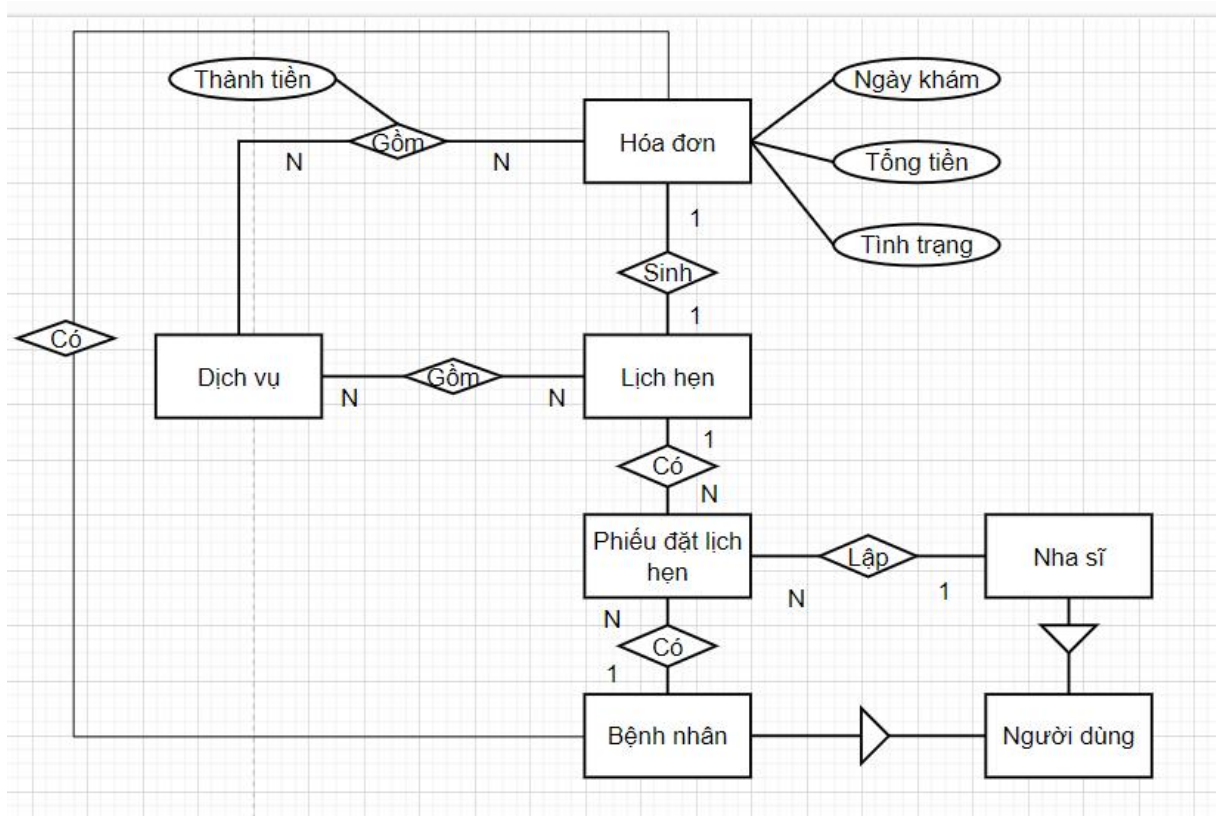 Thành tiền
Ngày khám
Gồm
Hóa đơn
N
N
Tổng tiền
1
Tình trạng
Sinh
1
Có
Dịch vụ
Gồm
Lịch hẹn
N
N
1
Có
N
Phiếu đặt lịch
hẹn
Lập
Nha sĩ
N
1
N
Có
1
Bệnh nhân
Người dùng